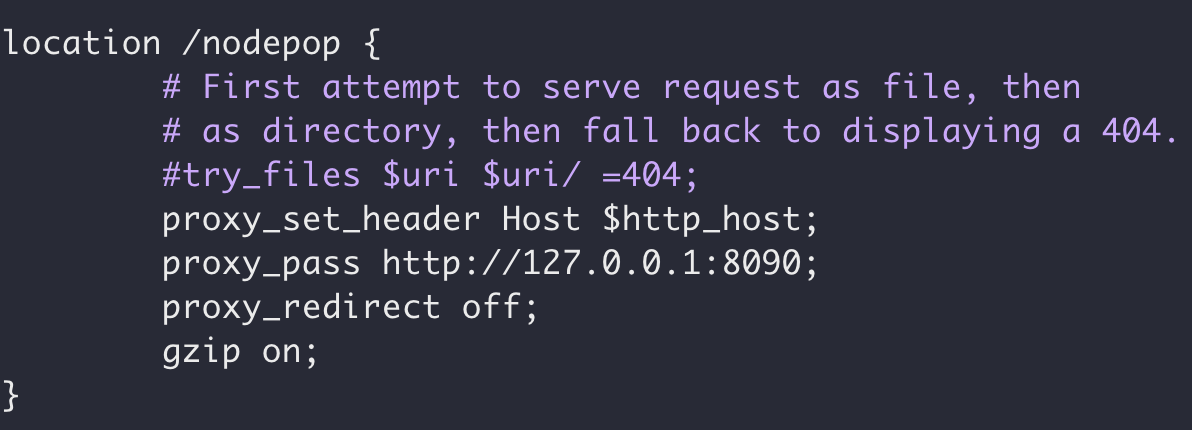 location /nodepop {
        # First attempt to serve request as file, then
        # as directory, then fall back to displaying a 404.
        #try_files $uri $uri/ =404;
        proxy_set_header Host $http_host;
        proxy_pass http://127.0.0.1:8090;
        proxy_redirect off;
        gzip on;
}